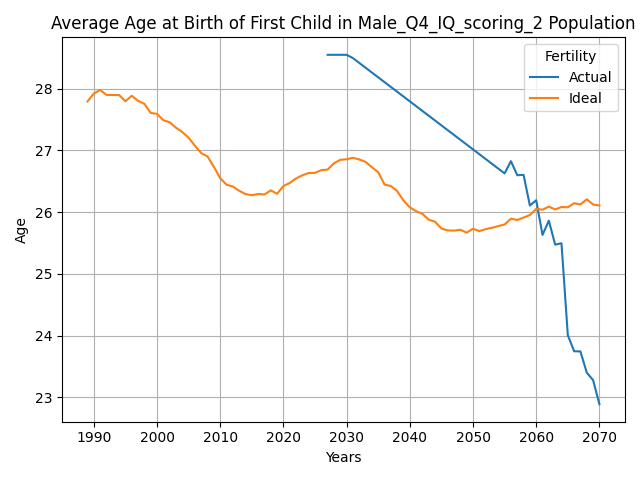 Average Age at Birth of First Child in Male_Q4_IQ_scoring_2 Population
Fertility
Actual
Ideal
28
27
26
25
24
23
Age
1990 2000 2010 2020 2030 2040 2050 2060 2070
Years